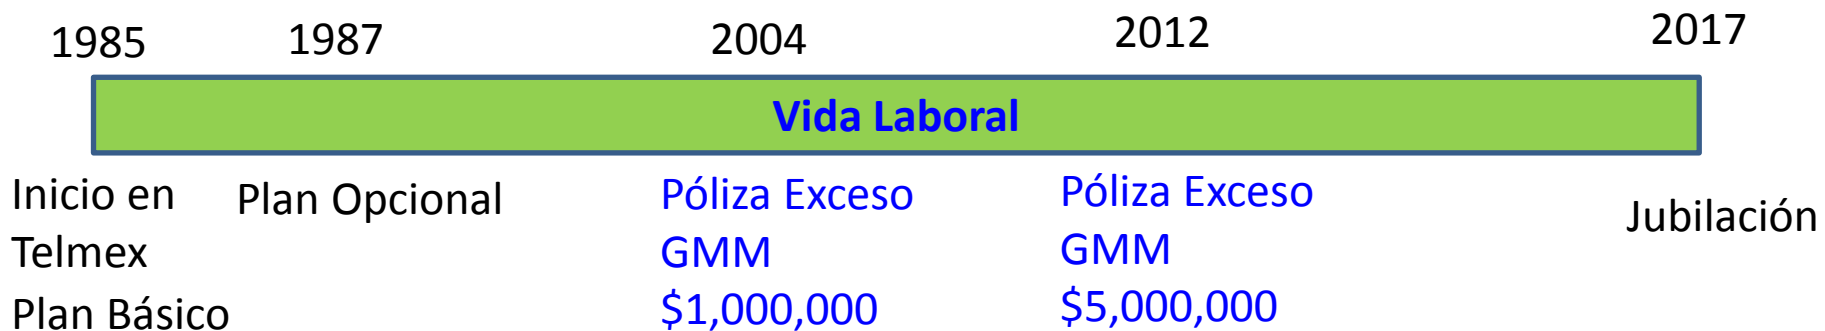 1985
1987
2004
2012
2017
Vida Laboral
Inicio en
Telmex
Plan Básico
Plan Opcional
Póliza Exceso
GMM
$1,000,000
Póliza Exceso
GMM
$5,000,000
Jubilación